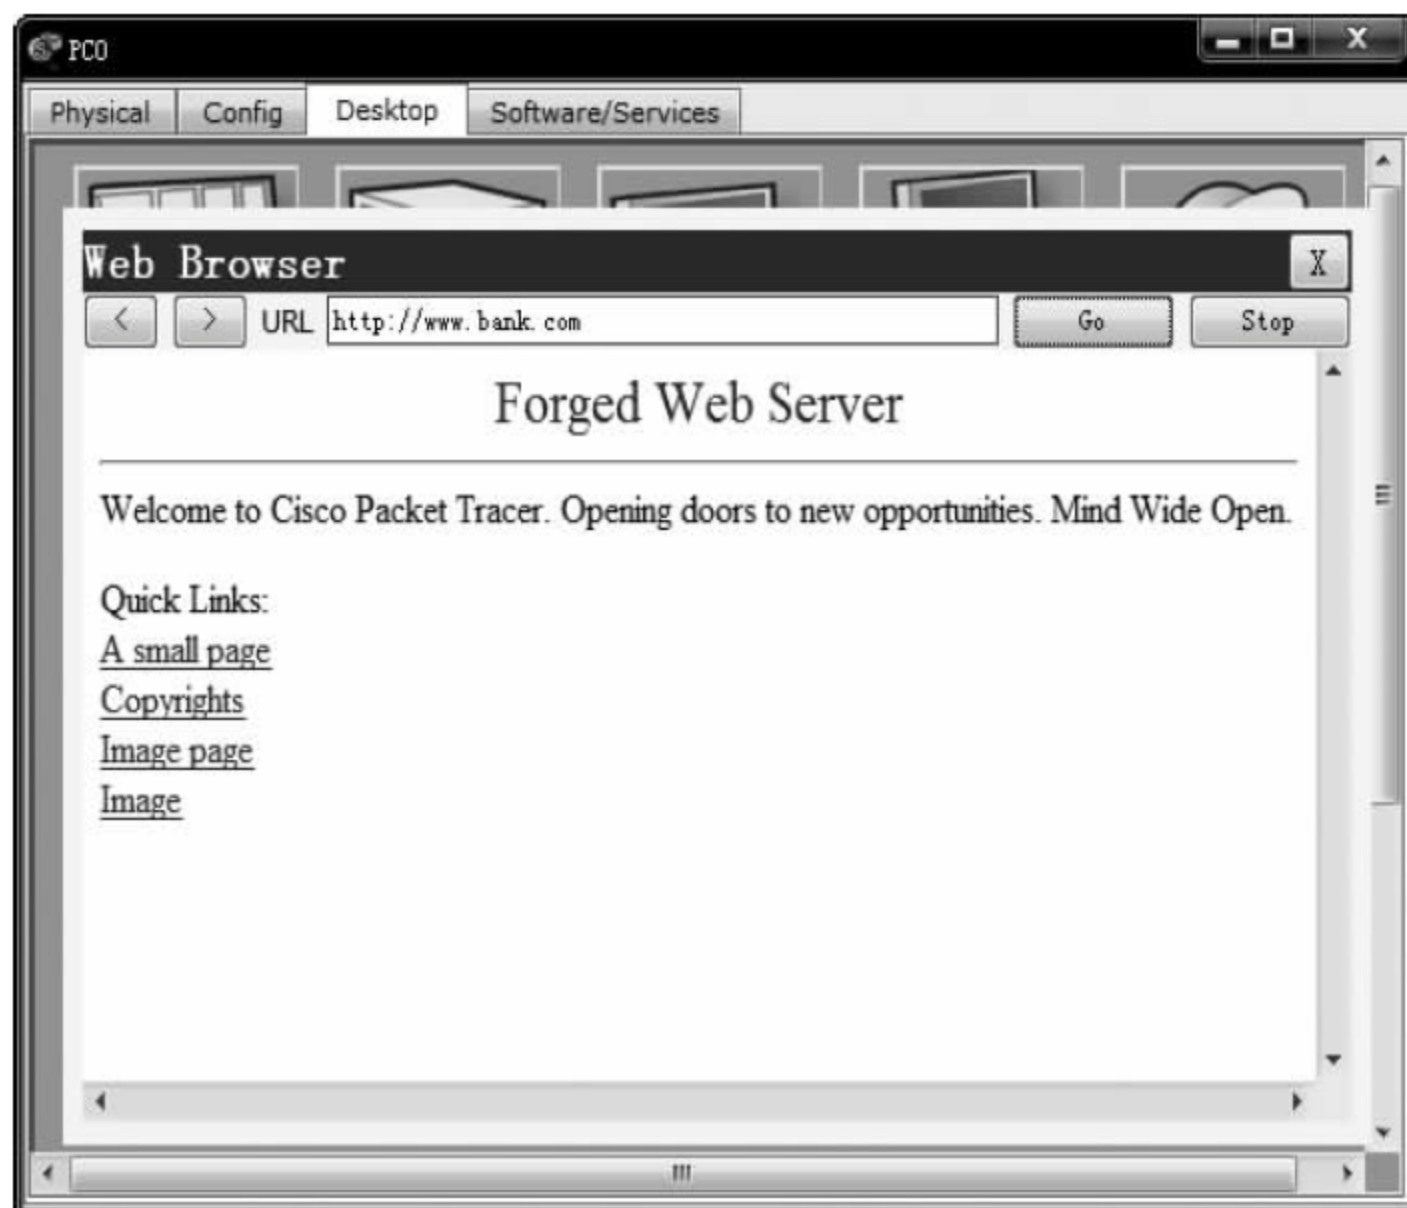 PC0
Physical Config Desktop Software/Services
Web Browser X
< > URL http://www.bank.com Go Stop
Forged Web Server
Welcome to Cisco Packet Tracer. Opening doors to new opportunities. Mind Wide Open.
Quick Links:
A small page
Copyrights
Image page
Image